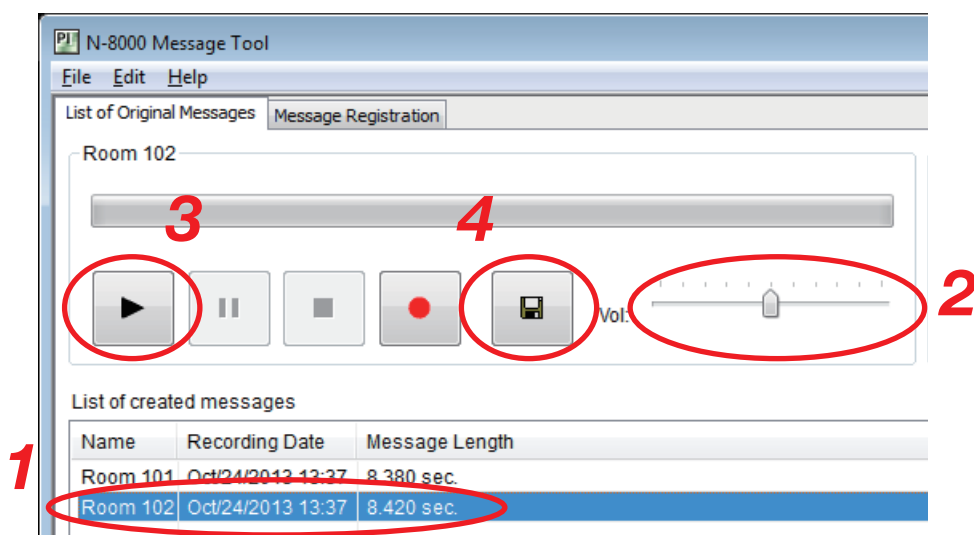 N-8000 Message Tool
File Edit Help
List of Original Messages Message Registration
Room 102
3 4
Vol: 2
List of created messages
Name Recording Date Message Length
1
Room 101 Oct/24/2013 13:37 8.380 sec.
Room 102 Oct/24/2013 13:37 8.420 sec.